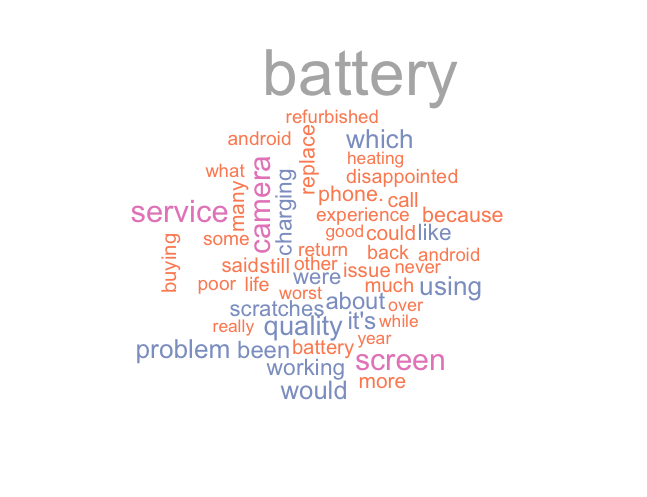 battery
refurbished
android
which
replace
heating
what
camera
disappointed
many
charging
phone.
call
service
experience
because
good
could
like
some
buying
return
back
android
said
still
other
were
issue
never
poor
life
worst
much
using
scratches
about
over
really
quality
it's
while
problem
been
battery
year
working
screen
would
more